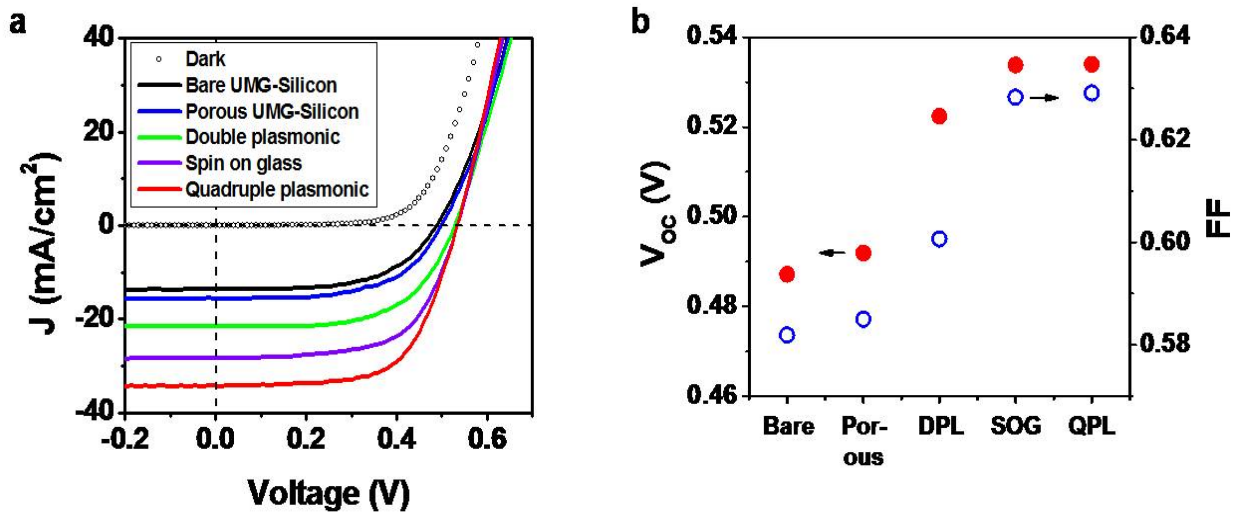 a
40
20
0
-20
-40
J (mA/cm²)
Dark
Bare UMG-Silicon
Porous UMG-Silicon
Double plasmonic
Spin on glass
Quadruple plasmonic
-0.2 0.0 0.2 0.4 0.6
Voltage (V)
b
0.54
0.52
0.50
0.48
0.46
Voc (V)
0.64
0.62
0.60
0.58
FF
Bare Por- DPL SOG QPL
ous